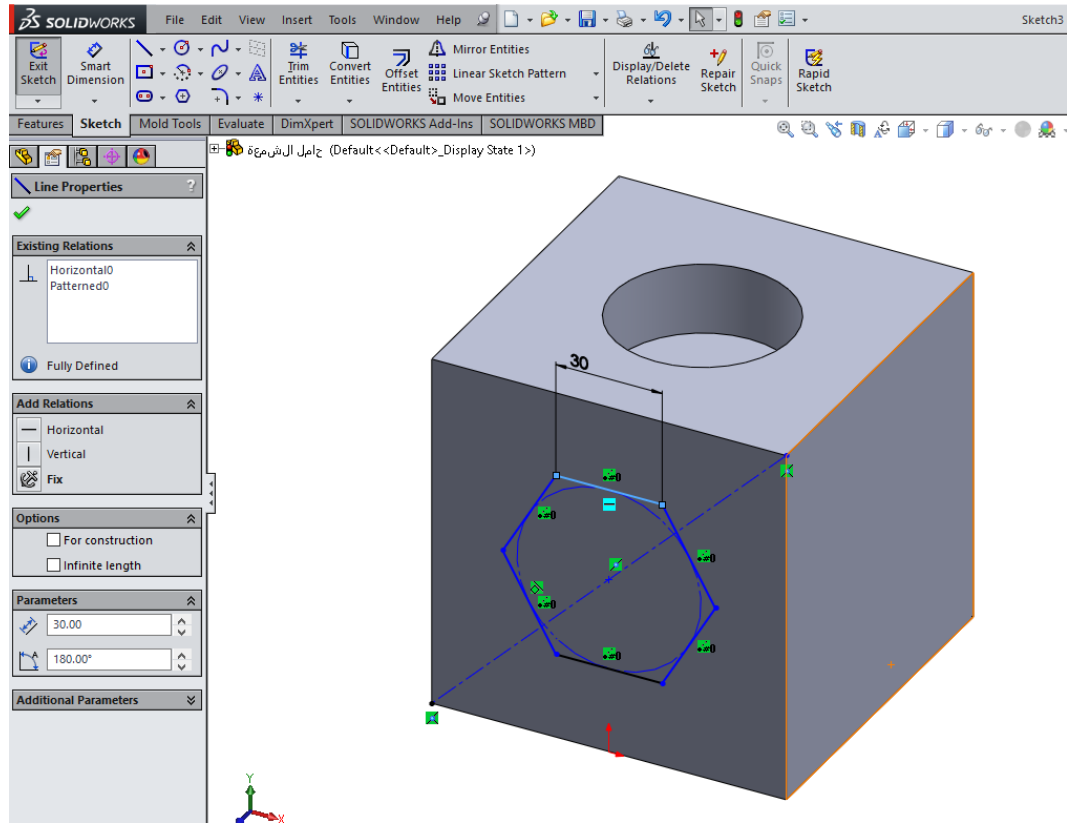 SOLIDWORKS File Edit View Insert Tools Window Help Sketch3
Exit Sketch
Smart Dimension
Trim Entities
Convert Entities
Offset Entities
Mirror Entities
Linear Sketch Pattern
Move Entities
Display/Delete Relations
Repair Sketch
Quick Snaps
Rapid Sketch
Features Sketch Mold Tools Evaluate DimXpert SOLIDWORKS Add-Ins SOLIDWORKS MBD
حامل الشمعة (Default<<Default>_Display State 1>)
Line Properties ?
Existing Relations
Horizontal0
Patterned0
Fully Defined
Add Relations
Horizontal
Vertical
Fix
Options
For construction
Infinite length
Parameters
30.00
180.00°
Additional Parameters
30
Y
X